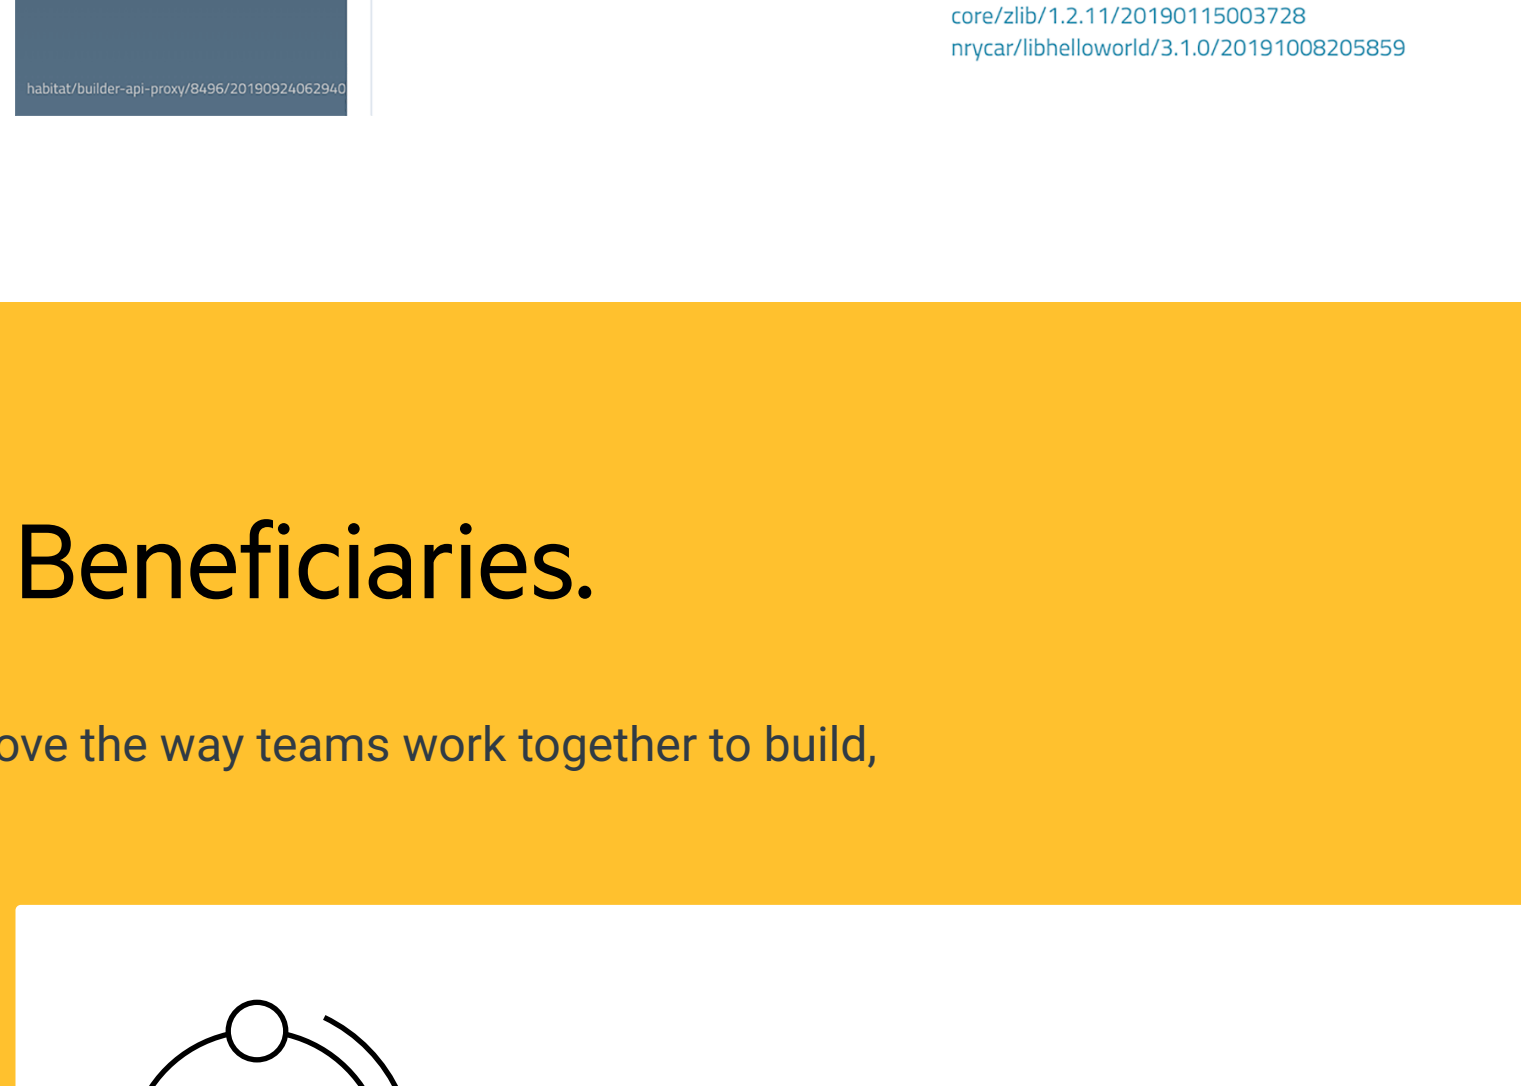 core/zlib/1.2.11/20190115003728
nrycar/libhelloworld/3.1.0/20191008205859
habitat/builder-api-proxy/8496/20190924062940
Beneficiaries.
ove the way teams work together to build,